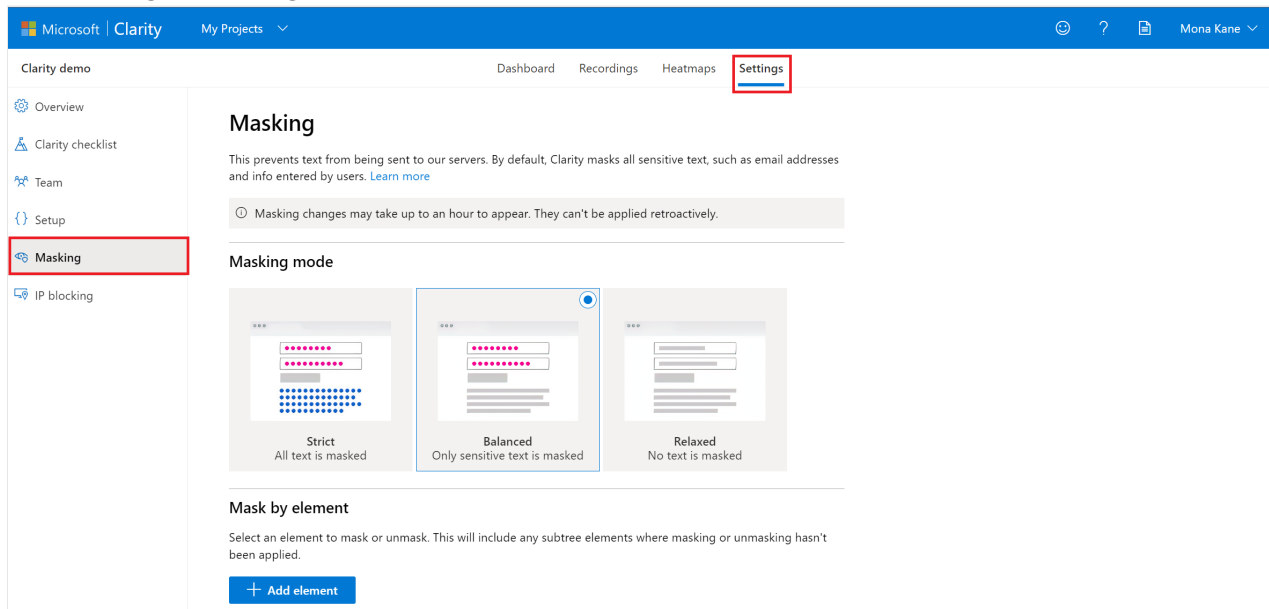 Microsoft | Clarity My Projects ? Mona Kane
Clarity demo Dashboard Recordings Heatmaps Settings
Overview
Clarity checklist
Team
{} Setup
Masking
IP blocking
Masking
This prevents text from being sent to our servers. By default, Clarity masks all sensitive text, such as email addresses
and info entered by users. Learn more
Masking changes may take up to an hour to appear. They can't be applied retroactively.
Masking mode
Strict
All text is masked
Balanced
Only sensitive text is masked
Relaxed
No text is masked
Mask by element
Select an element to mask or unmask. This will include any subtree elements where masking or unmasking hasn't
been applied.
+ Add element